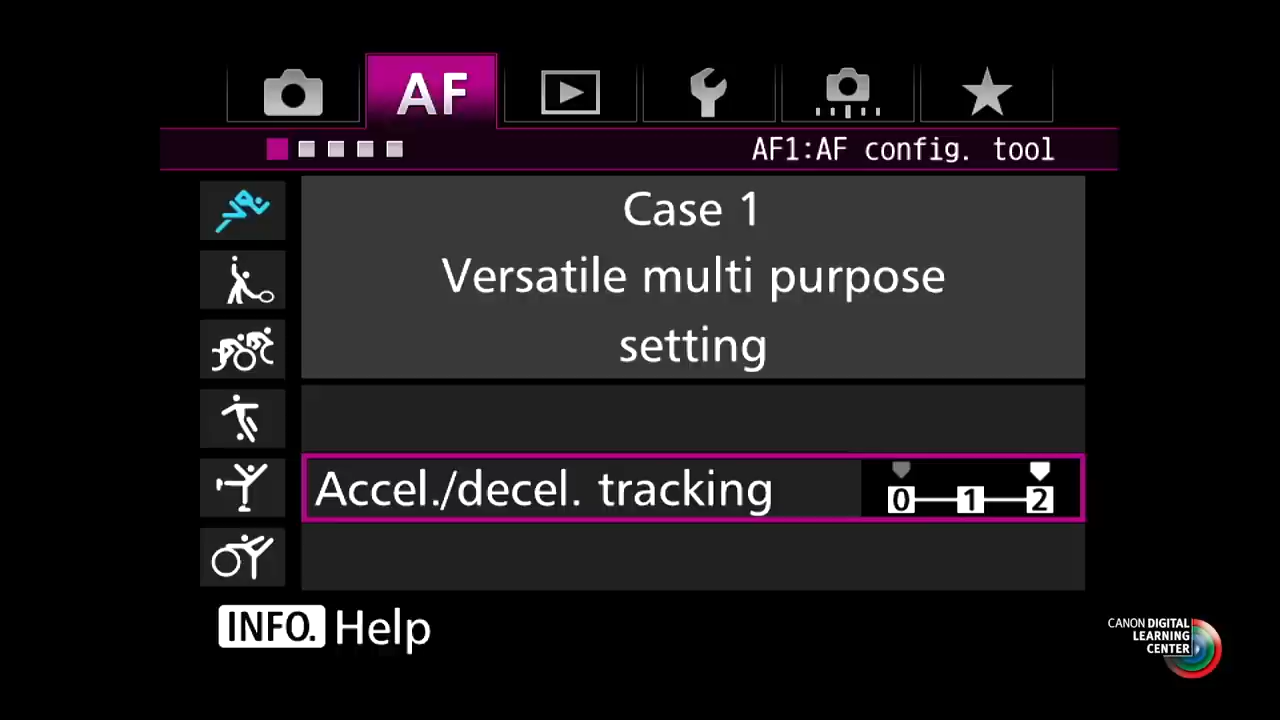 AF
AF1:AF config. tool
Case 1
Versatile multi purpose
setting
Accel./decel. tracking
0 1 2
INFO. Help
CANON DIGITAL
LEARNING
CENTER